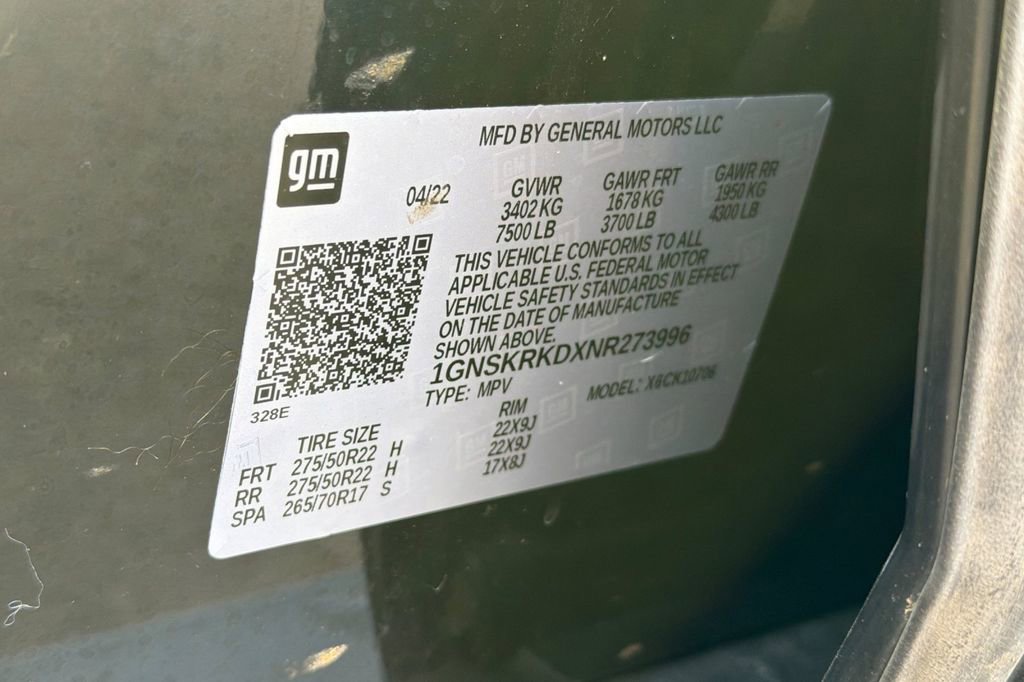 gm
MFD BY GENERAL MOTORS LLC
04/22 GVWR GAWR FRT GAWR RR
3402 KG 1678 KG 1950 KG
7500 LB 3700 LB 4300 LB
THIS VEHICLE CONFORMS TO ALL
APPLICABLE U.S. FEDERAL MOTOR
VEHICLE SAFETY STANDARDS IN EFFECT
ON THE DATE OF MANUFACTURE
SHOWN ABOVE.
1GNSKRKDXNR273996
TYPE: MPV MODEL: X6CK10706
328E
TIRE SIZE RIM
FRT 275/50R22 H 22X9J
RR 275/50R22 H 22X9J
SPA 265/70R17 S 17X8J